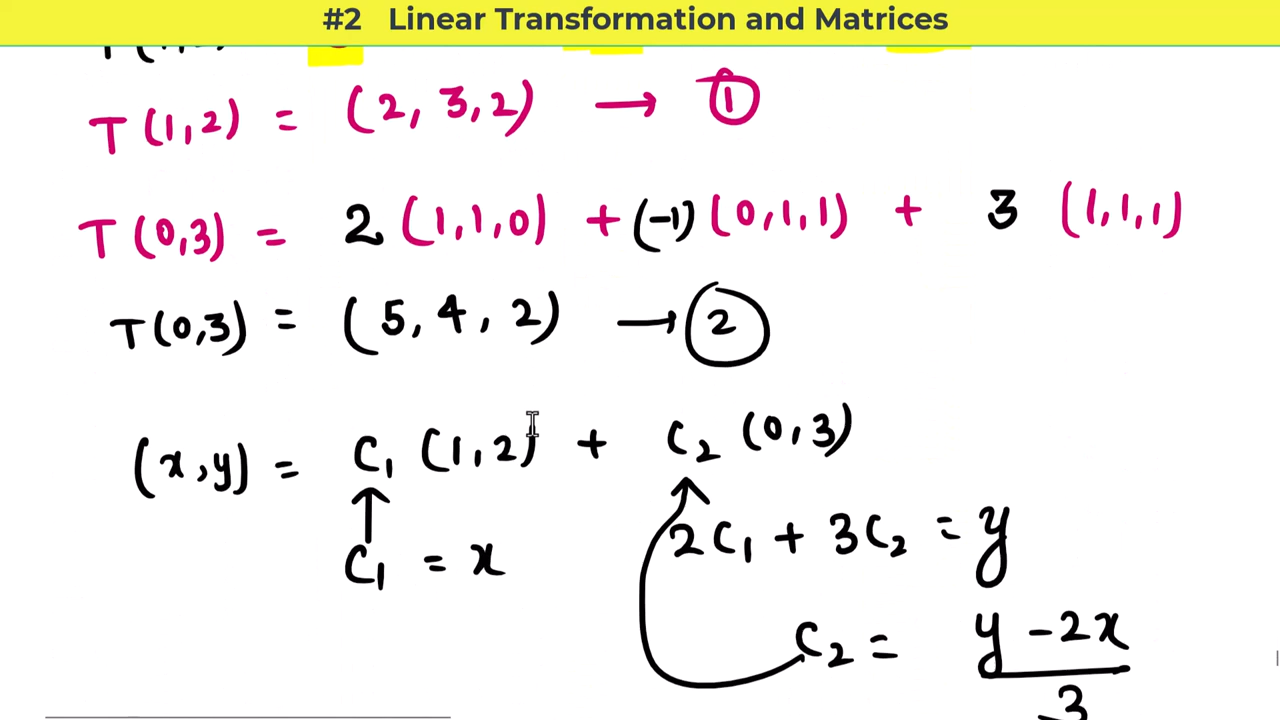 #2 Linear Transformation and Matrices
T(1,2) = (2, 3, 2) → ①
T(0,3) = 2 (1,1,0) + (-1) (0,1,1) + 3 (1,1,1)
T(0,3) = (5, 4, 2) → ②
(x,y) = C₁ (1,2) + C₂ (0,3)
2C₁ + 3C₂ = y
C₁ = x
C₂ = y - 2x
3